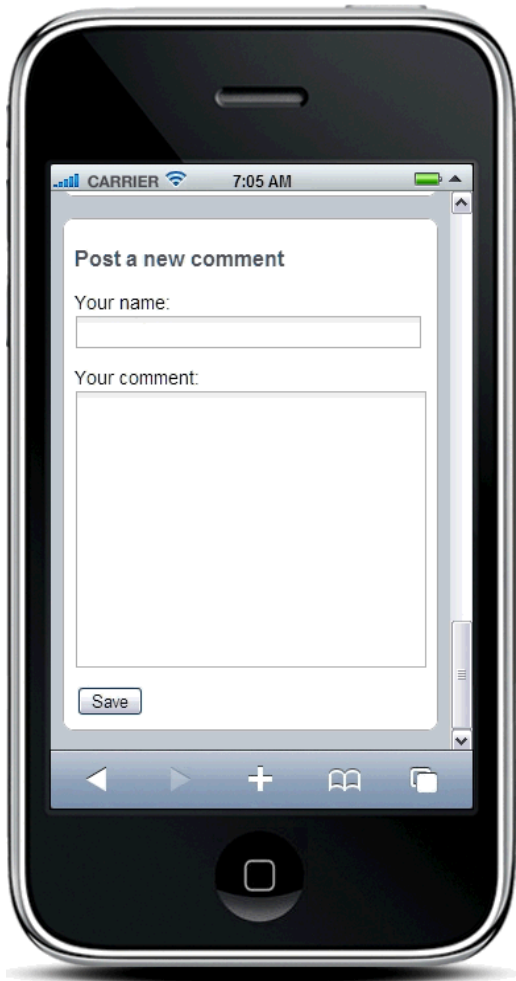 CARRIER 7:05 AM
Post a new comment
Your name:
Your comment:
Save